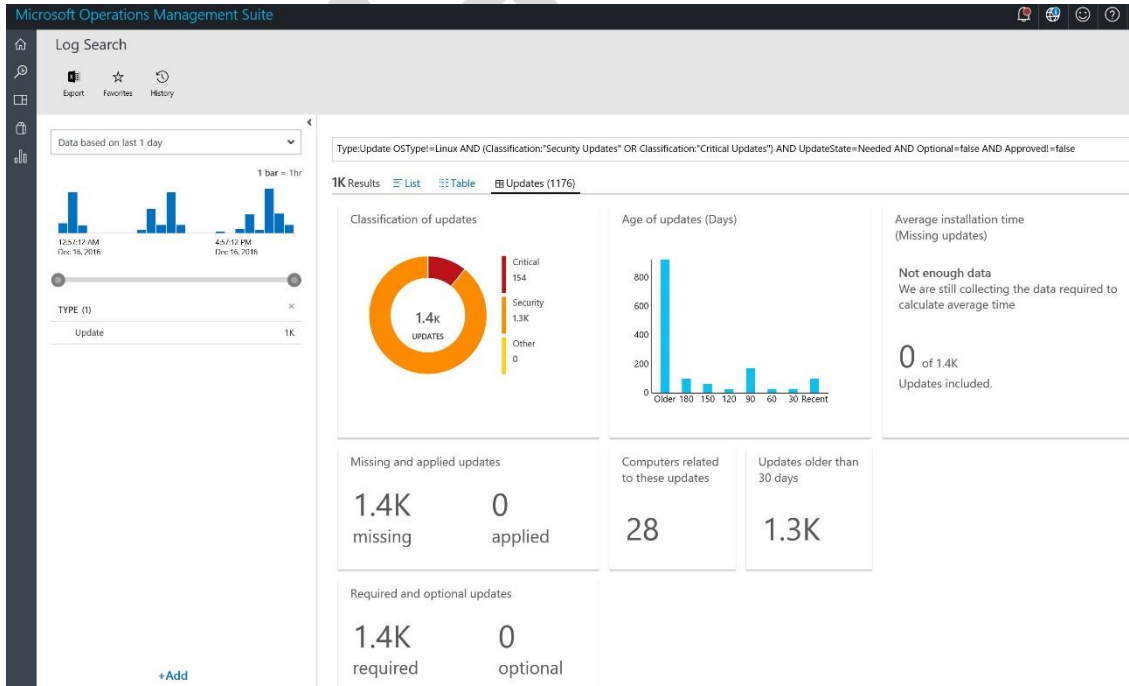 Microsoft Operations Management Suite
Log Search
Export Favorites History
Data based on last 1 day
1 bar = 1hr
12:57:12 AM
Dec 16, 2016
4:57:12 PM
Dec 16, 2016
TYPE (1)
Update 1K
+Add
Type:Update OSType!=Linux AND (Classification:"Security Updates" OR Classification:"Critical Updates") AND UpdateState=Needed AND Optional=false AND Approved!=false
1K Results List Table Updates (1176)
Classification of updates
1.4K
UPDATES
Critical
154
Security
1.3K
Other
0
Age of updates (Days)
800
600
400
200
0
Older 180 150 120 90 60 30 Recent
Average installation time
(Missing updates)
Not enough data
We are still collecting the data required to
calculate average time
0 of 1.4K
Updates included.
Missing and applied updates
1.4K 0
missing applied
Computers related
to these updates
28
Updates older than
30 days
1.3K
Required and optional updates
1.4K 0
required optional